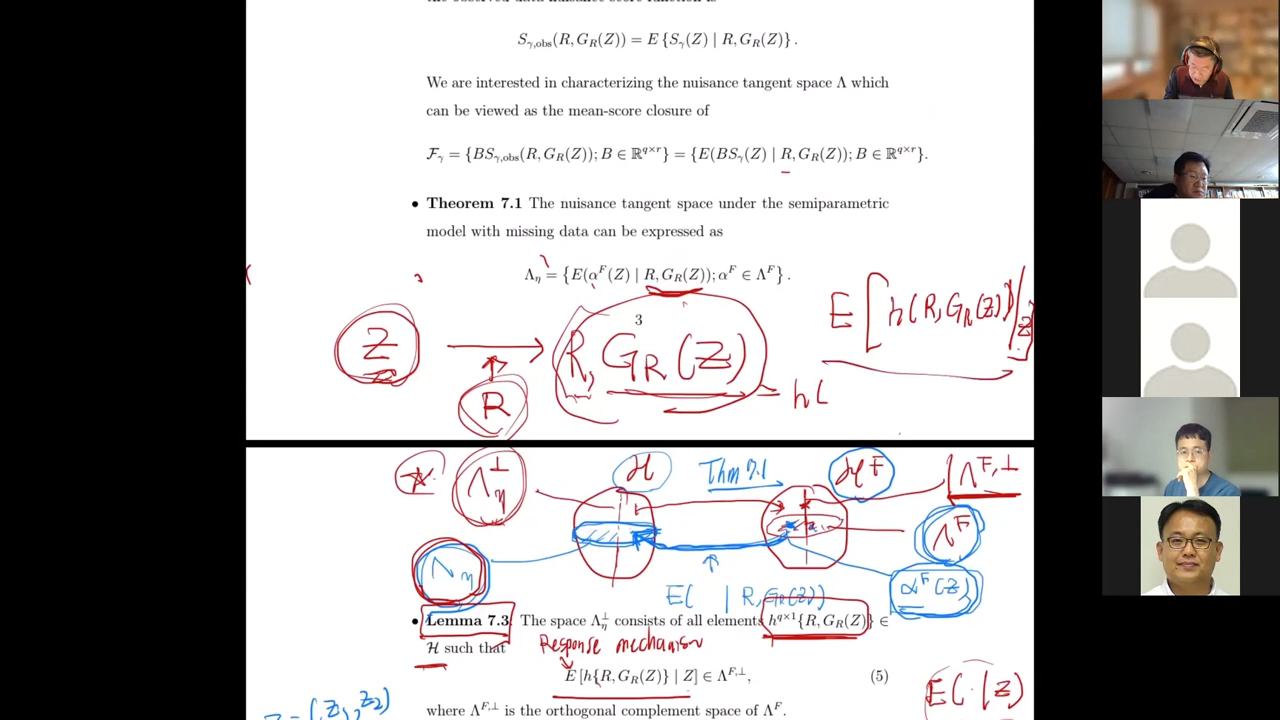 S_{γ,obs}(R, G_R(Z)) = E {S_γ(Z) | R, G_R(Z)} .
We are interested in characterizing the nuisance tangent space Λ which
can be viewed as the mean-score closure of
F_γ = {BS_{γ,obs}(R, G_R(Z)); B ∈ ℝ^{q×r}} = {E(BS_γ(Z) | R, G_R(Z)); B ∈ ℝ^{q×r}}.
• Theorem 7.1 The nuisance tangent space under the semiparametric
model with missing data can be expressed as
Λ_η = {E(α^F(Z) | R, G_R(Z)); α^F ∈ Λ^F} .
3
E [h(R, G_R(Z)) | Z]
Z → R, G_R(Z)
R
h(
Λ_η^⊥ H Thm 7.1 H^F Λ^{F,⊥}
Λ_η Λ^F
E( | R, G_R(Z)) α^F(Z)
• Lemma 7.3 The space Λ_η^⊥ consists of all elements h^{q×1}{R, G_R(Z)} ∈
H such that Response mechanism
E [h{R, G_R(Z)} | Z] ∈ Λ^{F,⊥}, (5)
E(· | Z)
Z = (Z_1, Z_2)
where Λ^{F,⊥} is the orthogonal complement space of Λ^F.